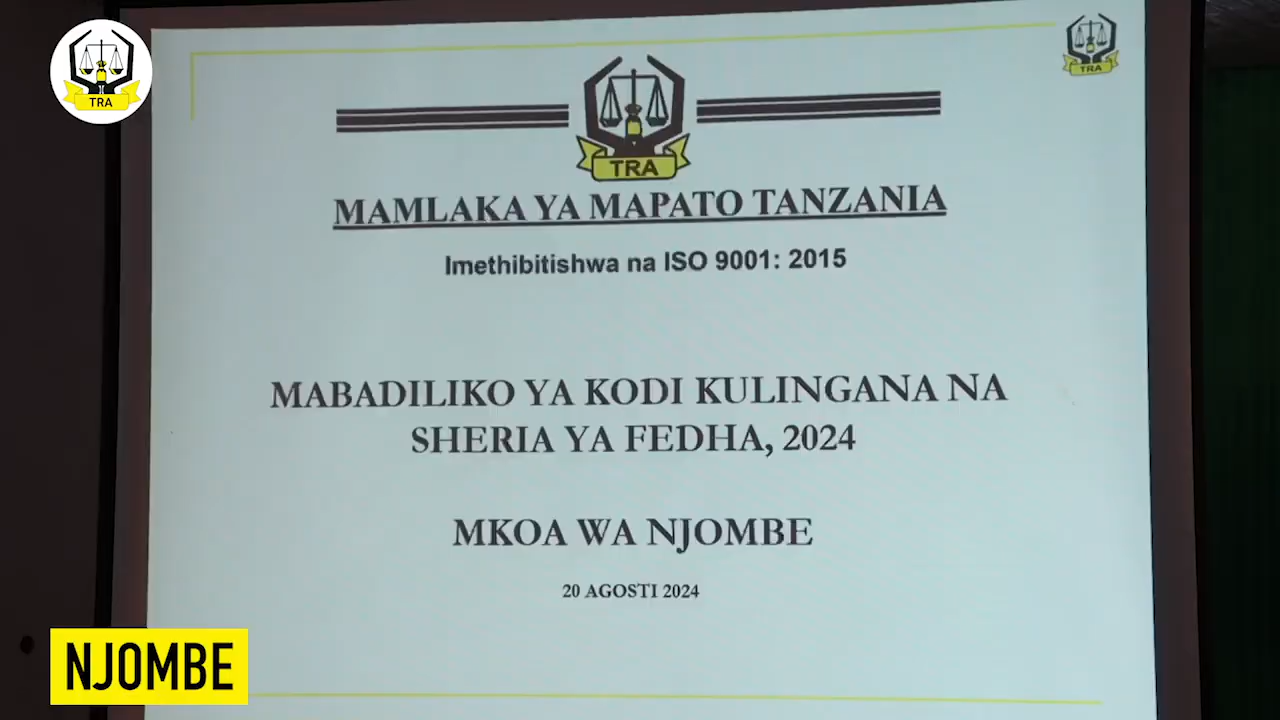 TRA
TRA
TRA
MAMLAKA YA MAPATO TANZANIA
Imethibitishwa na ISO 9001: 2015
MABADILIKO YA KODI KULINGANA NA
SHERIA YA FEDHA, 2024
MKOA WA NJOMBE
20 AGOSTI 2024
NJOMBE